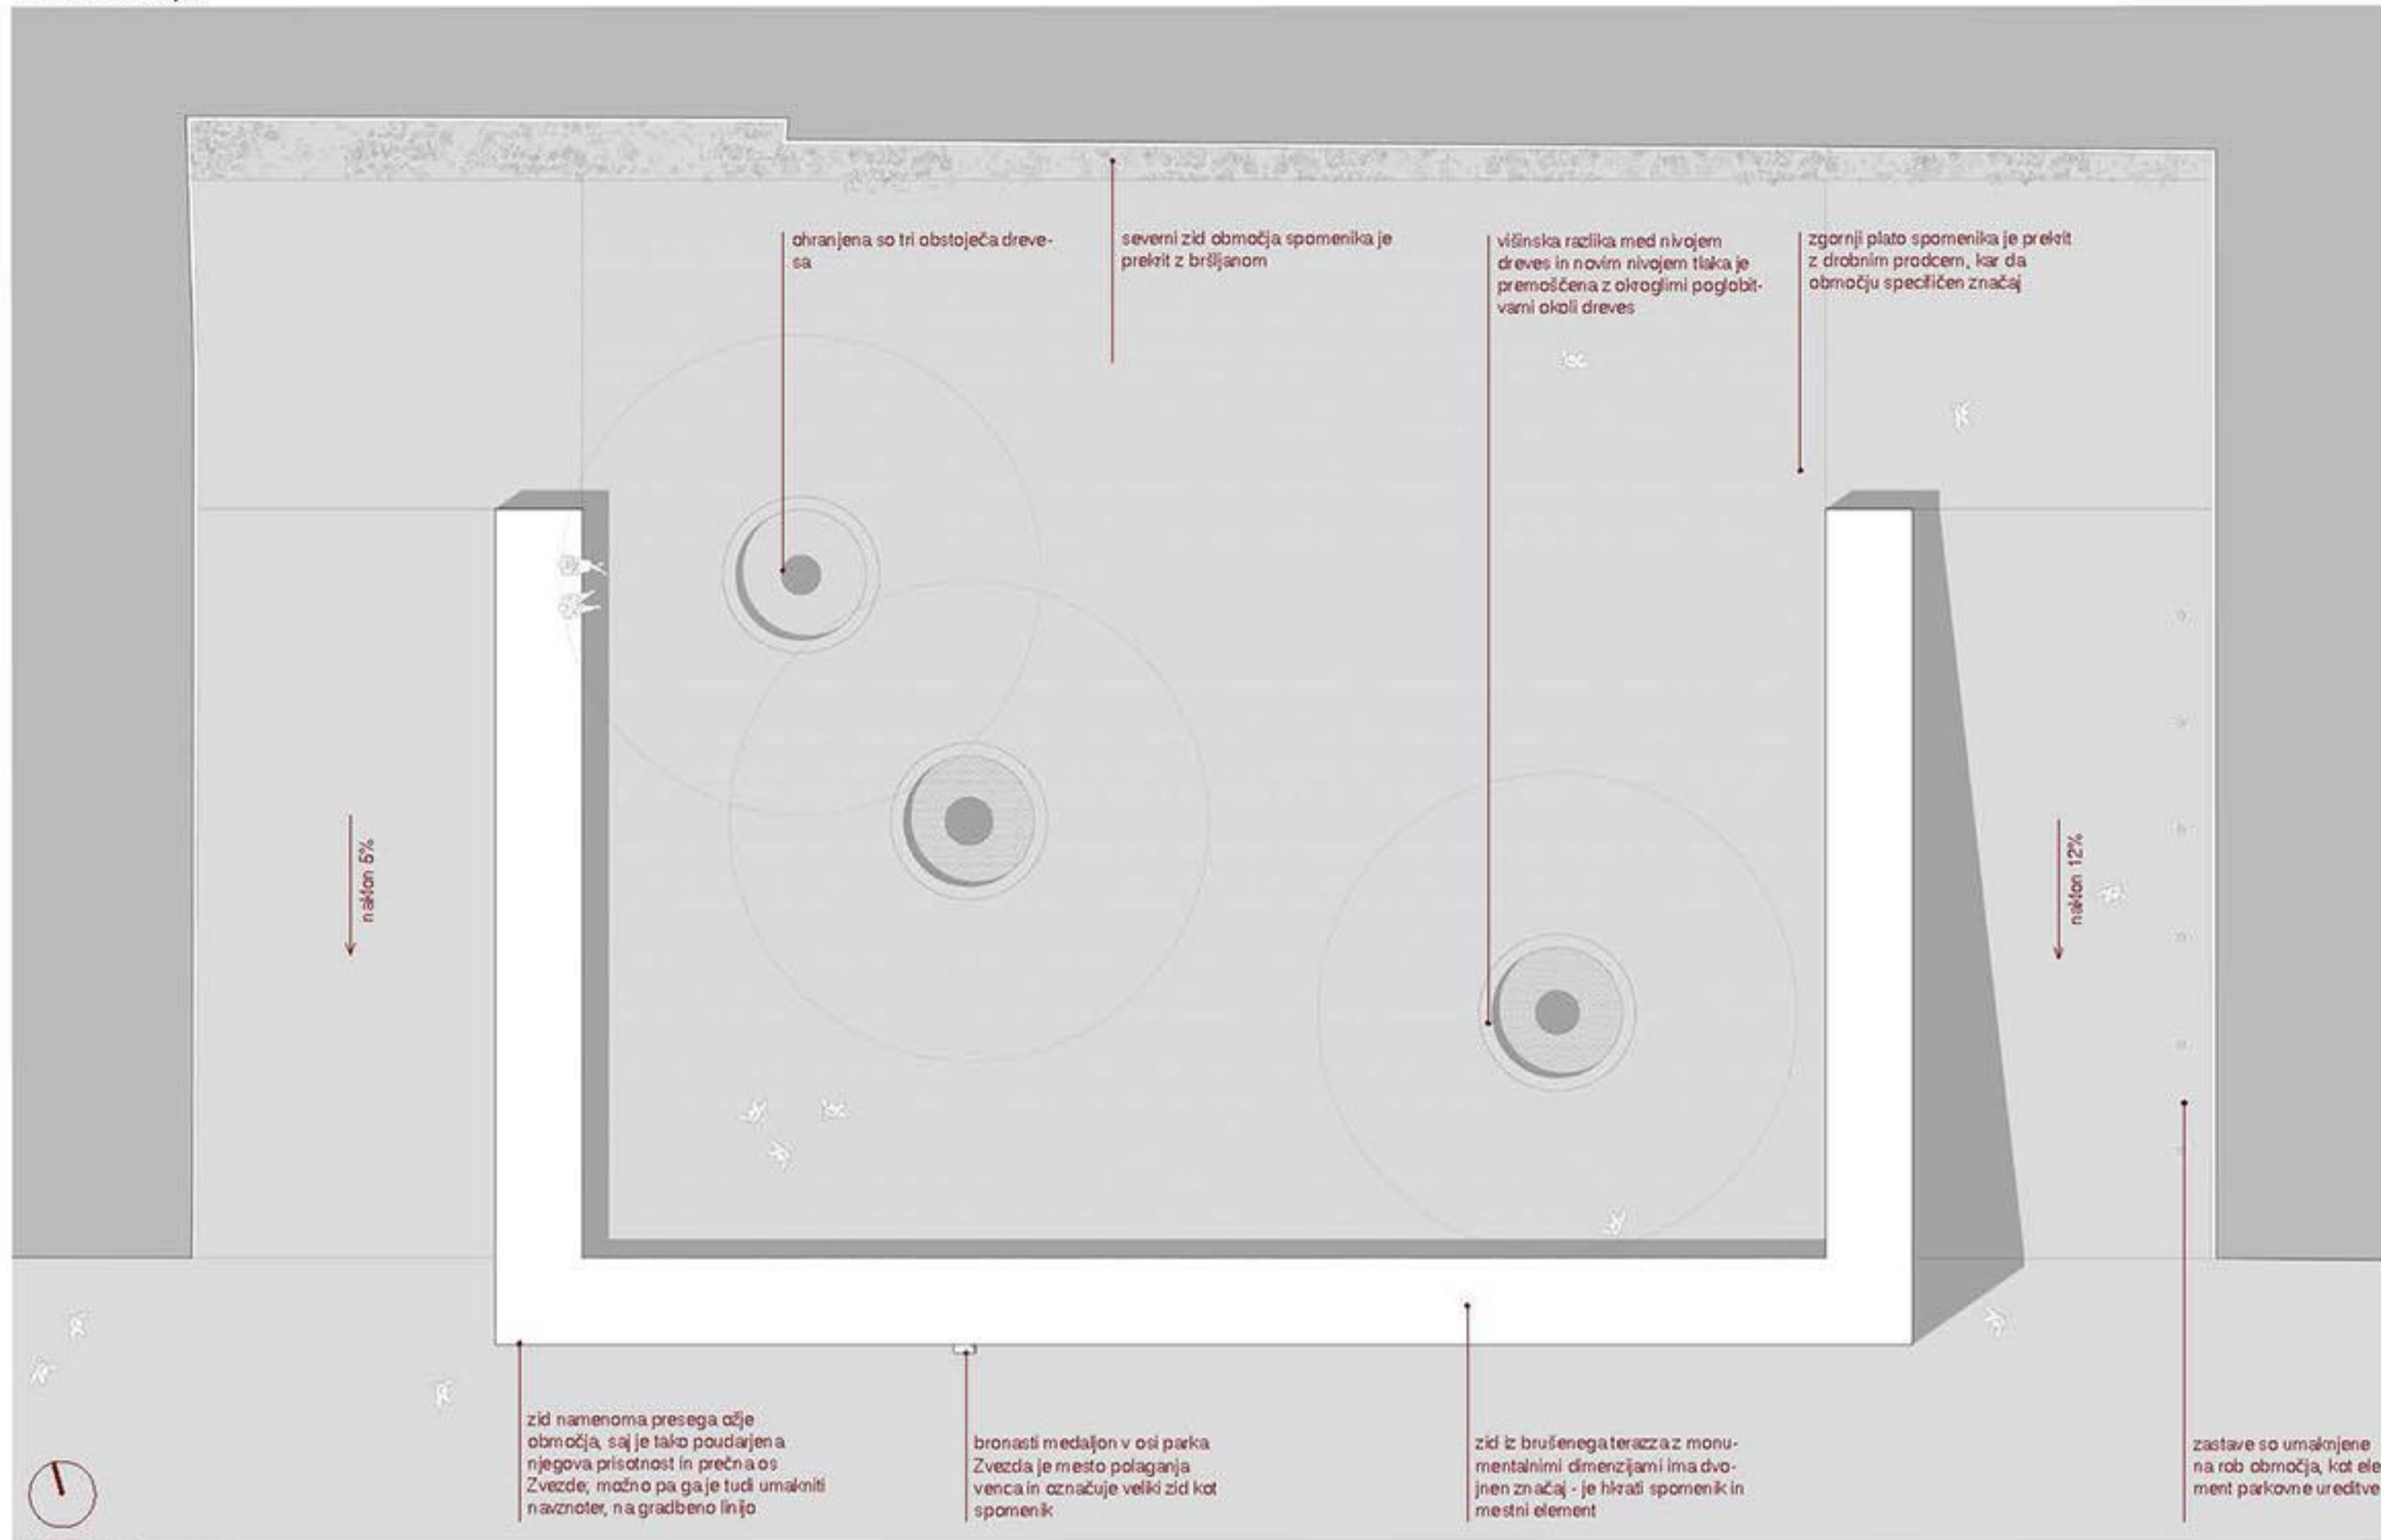 ohranjena so tri obstoječa dreve-
sa
severni zid območja spomenika je
prekrit z bršljanom
višinska razlika med nivojem
dreves in novim nivojem tlaka je
premoščena z okroglimi poglobit-
vami okoli dreves
zgornji plato spomenika je prekrit
z drobnim prodcem, kar da
območju specifičen značaj
naklon 5%
naklon 12%
zid namenoma presega ožje
območja, saj je tako poudarjena
njegova prisotnost in prečna os
Zvezde; možno pa ga je tudi umakniti
navznoter, na gradbeno linijo
bronasti medaljon v osi parka
Zvezda je mesto polaganja
venca in označuje veliki zid kot
spomenik
zid iz brušenega terazza z monu-
mentalnimi dimenzijami ima dvo-
jnen značaj - je hkrati spomenik in
mestni element
zastave so umaknjene
na rob območja, kot ele
ment parkovne ureditve